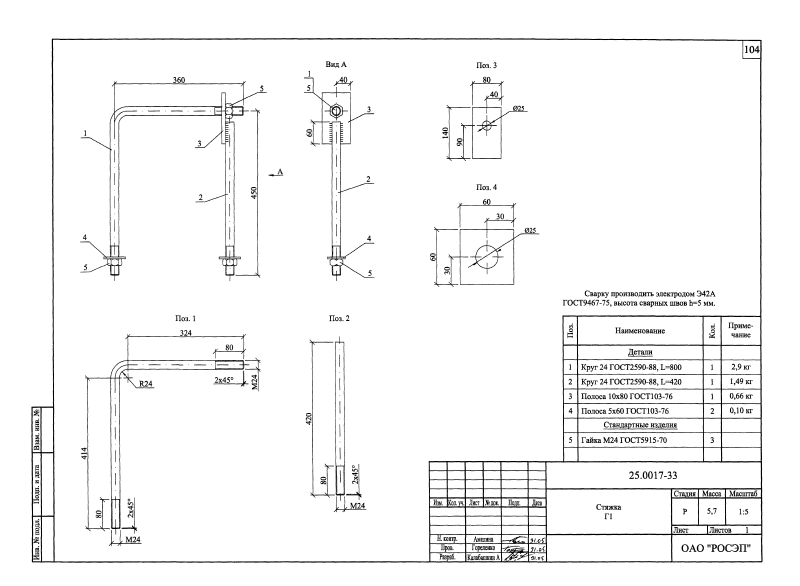 104
360
5
1
3
2
А
450
4
5
Вид А
1
5
40
3
60
2
4
5
Поз. 3
80
40
Ø25
140
90
Поз. 4
60
30
Ø25
60
30
Сварку производить электродом Э42А
ГОСТ9467-75, высота сварных швов h=5 мм.
Поз. 1
324
80
R24
2x45°
M24
414
80
2x45°
M24
Поз. 2
420
80
2x45°
M24
Поз. Наименование Кол. Приме-
чание
Детали
1 Круг 24 ГОСТ2590-88, L=800 1 2,9 кг
2 Круг 24 ГОСТ2590-88, L=420 1 1,49 кг
3 Полоса 10х80 ГОСТ103-76 1 0,66 кг
4 Полоса 5х60 ГОСТ103-76 2 0,10 кг
Стандартные изделия
5 Гайка М24 ГОСТ5915-70 3
25.0017-33
Изм. Кол. уч. Лист № док. Подп. Дата
Стяжка
Г1
Стадия Масса Масштаб
Р 5,7 1:5
Лист Листов 1
ОАО "РОСЭП"
Н. контр.
Пров. Гореленко
Разраб.
Взам. инв. №
Подп. и дата
Инв. № подл.